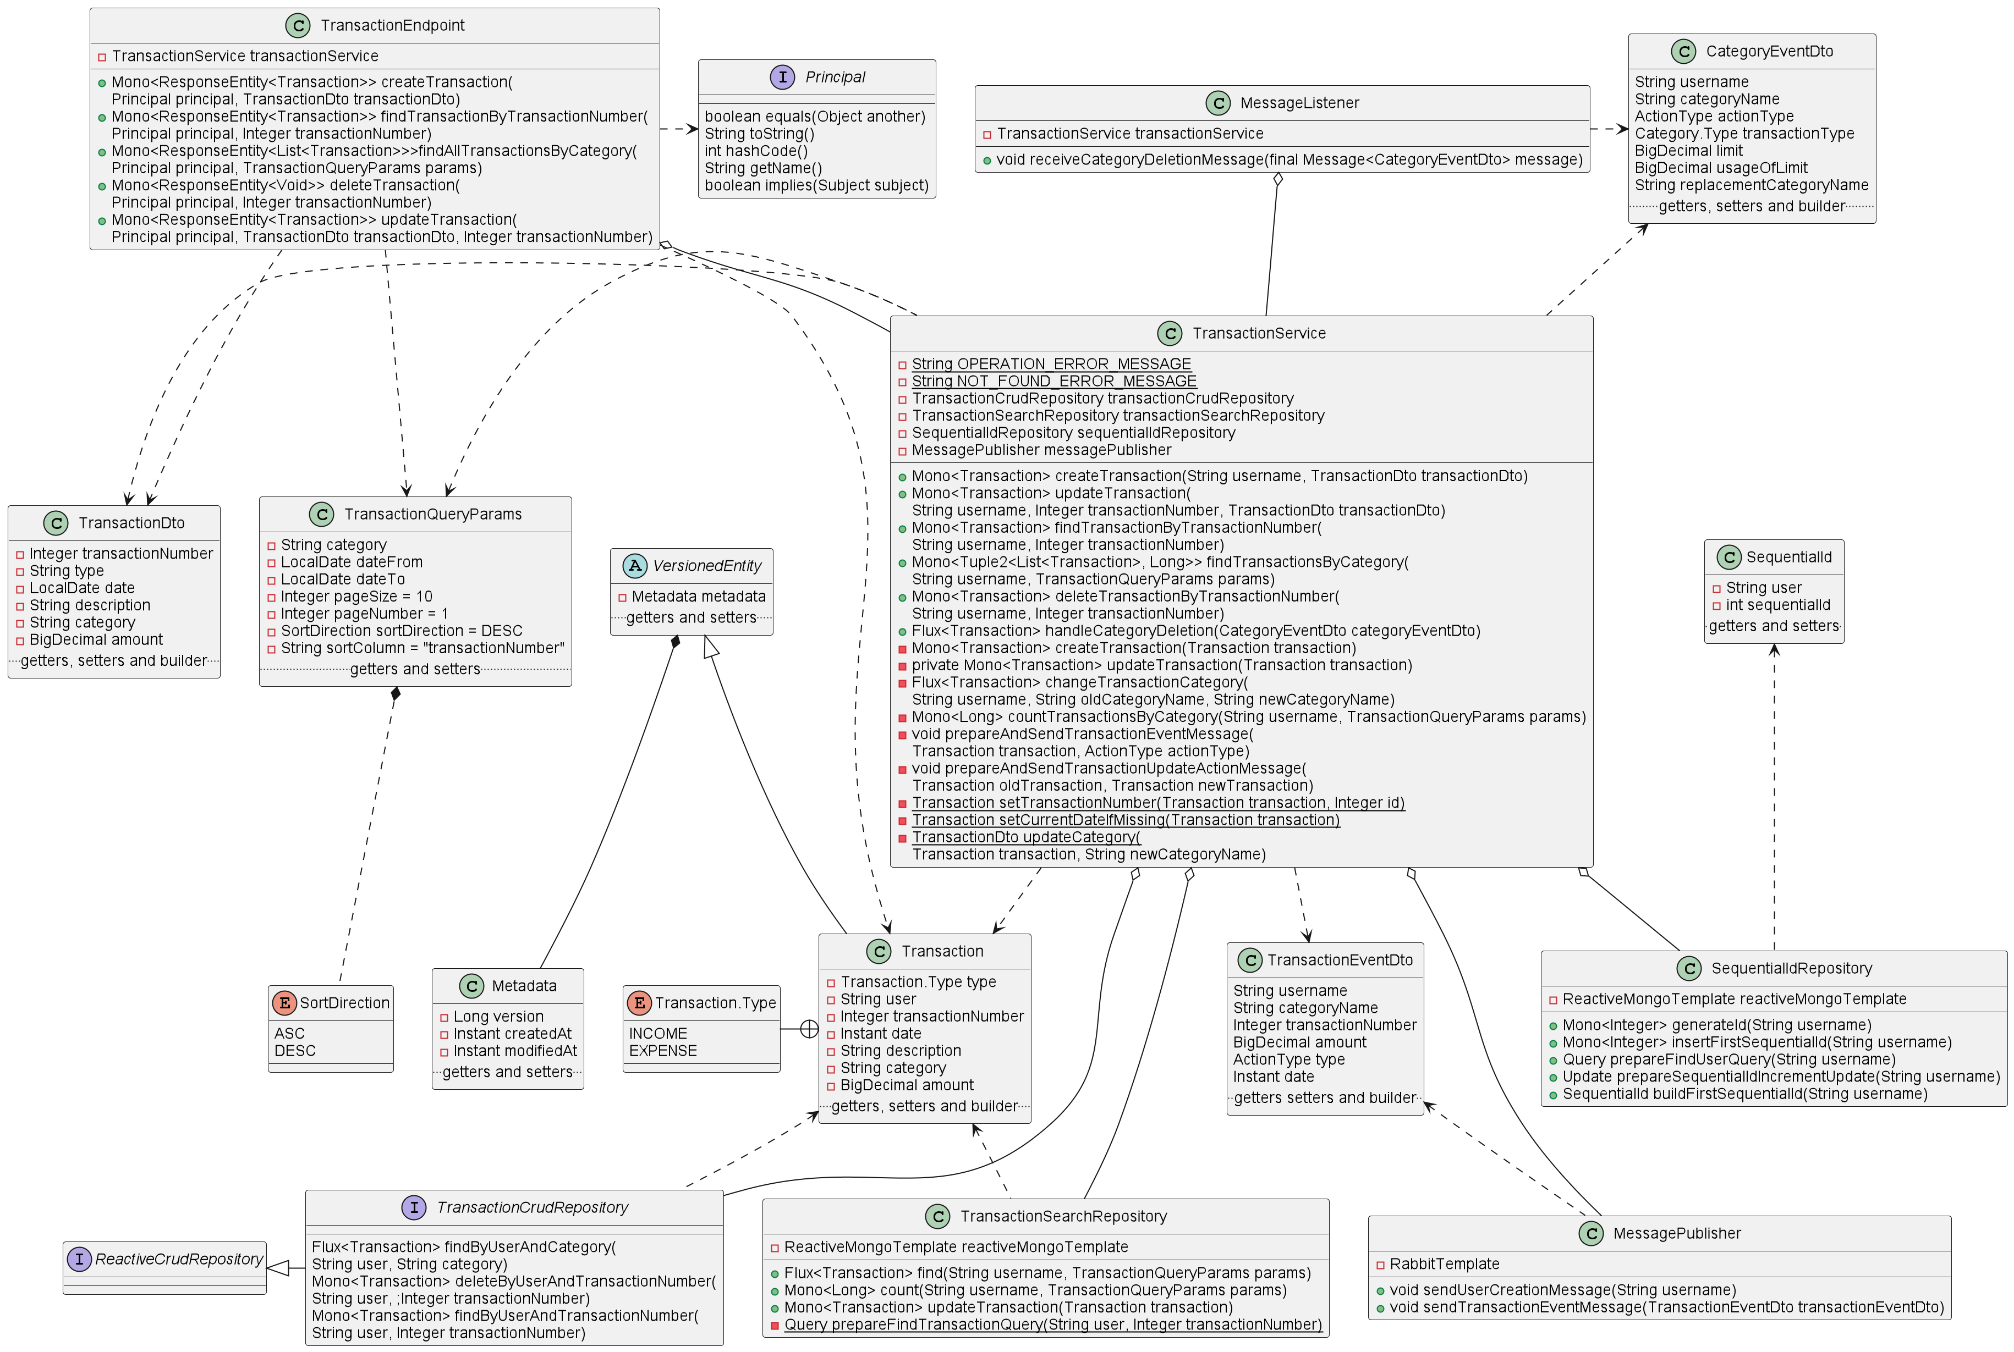 C TransactionEndpoint
TransactionService transactionService
Mono<ResponseEntity<Transaction>> createTransaction(
Principal principal, TransactionDto transactionDto)
Mono<ResponseEntity<Transaction>> findTransactionByTransactionNumber(
Principal principal, Integer transactionNumber)
Mono<ResponseEntity<List<Transaction>>>findAllTransactionsByCategory(
Principal principal, TransactionQueryParams params)
Mono<ResponseEntity<Void>> deleteTransaction(
Principal principal, Integer transactionNumber)
Mono<ResponseEntity<Transaction>> updateTransaction(
Principal principal, TransactionDto transactionDto, Integer transactionNumber)
I Principal
boolean equals(Object another)
String toString()
int hashCode()
String getName()
boolean implies(Subject subject)
C MessageListener
TransactionService transactionService
void receiveCategoryDeletionMessage(final Message<CategoryEventDto> message)
C CategoryEventDto
String username
String categoryName
ActionType actionType
Category.Type transactionType
BigDecimal limit
BigDecimal usageOfLimit
String replacementCategoryName
getters, setters and builder
C TransactionService
String OPERATION_ERROR_MESSAGE
String NOT_FOUND_ERROR_MESSAGE
TransactionCrudRepository transactionCrudRepository
TransactionSearchRepository transactionSearchRepository
SequentialIdRepository sequentialIdRepository
MessagePublisher messagePublisher
Mono<Transaction> createTransaction(String username, TransactionDto transactionDto)
Mono<Transaction> updateTransaction(
String username, Integer transactionNumber, TransactionDto transactionDto)
Mono<Transaction> findTransactionByTransactionNumber(
String username, Integer transactionNumber)
Mono<Tuple2<List<Transaction>, Long>> findTransactionsByCategory(
String username, TransactionQueryParams params)
Mono<Transaction> deleteTransactionByTransactionNumber(
String username, Integer transactionNumber)
Flux<Transaction> handleCategoryDeletion(CategoryEventDto categoryEventDto)
Mono<Transaction> createTransaction(Transaction transaction)
private Mono<Transaction> updateTransaction(Transaction transaction)
Flux<Transaction> changeTransactionCategory(
String username, String oldCategoryName, String newCategoryName)
Mono<Long> countTransactionsByCategory(String username, TransactionQueryParams params)
void prepareAndSendTransactionEventMessage(
Transaction transaction, ActionType actionType)
void prepareAndSendTransactionUpdateActionMessage(
Transaction oldTransaction, Transaction newTransaction)
Transaction setTransactionNumber(Transaction transaction, Integer id)
Transaction setCurrentDateIfMissing(Transaction transaction)
TransactionDto updateCategory(
Transaction transaction, String newCategoryName)
C TransactionDto
Integer transactionNumber
String type
LocalDate date
String description
String category
BigDecimal amount
getters, setters and builder
C TransactionQueryParams
String category
LocalDate dateFrom
LocalDate dateTo
Integer pageSize = 10
Integer pageNumber = 1
SortDirection sortDirection = DESC
String sortColumn = "transactionNumber"
getters and setters
A VersionedEntity
Metadata metadata
getters and setters
C SequentialId
String user
int sequentialId
getters and setters
E SortDirection
ASC
DESC
C Metadata
Long version
Instant createdAt
Instant modifiedAt
getters and setters
E Transaction.Type
INCOME
EXPENSE
C Transaction
Transaction.Type type
String user
Integer transactionNumber
Instant date
String description
String category
BigDecimal amount
getters, setters and builder
C TransactionEventDto
String username
String categoryName
Integer transactionNumber
BigDecimal amount
ActionType type
Instant date
getters setters and builder
C SequentialIdRepository
ReactiveMongoTemplate reactiveMongoTemplate
Mono<Integer> generateId(String username)
Mono<Integer> insertFirstSequentialId(String username)
Query prepareFindUserQuery(String username)
Update prepareSequentialIdIncrementUpdate(String username)
SequentialId buildFirstSequentialId(String username)
I ReactiveCrudRepository
I TransactionCrudRepository
Flux<Transaction> findByUserAndCategory(
String user, String category)
Mono<Transaction> deleteByUserAndTransactionNumber(
String user, ;Integer transactionNumber)
Mono<Transaction> findByUserAndTransactionNumber(
String user, Integer transactionNumber)
C TransactionSearchRepository
ReactiveMongoTemplate reactiveMongoTemplate
Flux<Transaction> find(String username, TransactionQueryParams params)
Mono<Long> count(String username, TransactionQueryParams params)
Mono<Transaction> updateTransaction(Transaction transaction)
Query prepareFindTransactionQuery(String user, Integer transactionNumber)
C MessagePublisher
RabbitTemplate
void sendUserCreationMessage(String username)
void sendTransactionEventMessage(TransactionEventDto transactionEventDto)